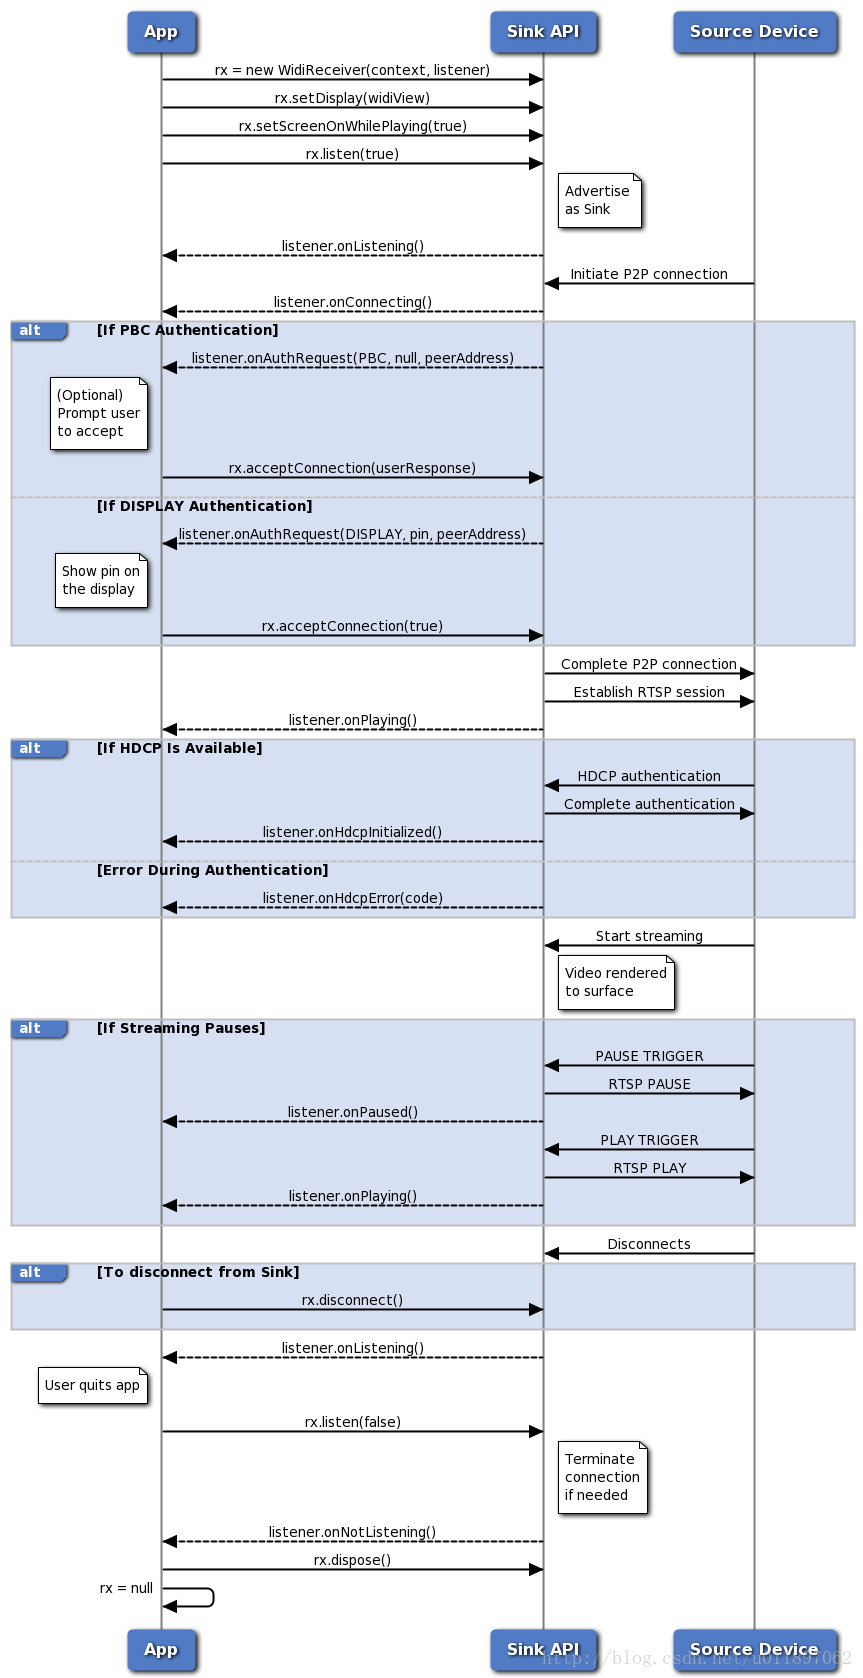 App
Sink API
Source Device
rx = new WidiReceiver(context, listener)
rx.setDisplay(widiView)
rx.setScreenOnWhilePlaying(true)
rx.listen(true)
Advertise
as Sink
listener.onListening()
Initiate P2P connection
listener.onConnecting()
alt
[If PBC Authentication]
listener.onAuthRequest(PBC, null, peerAddress)
(Optional)
Prompt user
to accept
rx.acceptConnection(userResponse)
[If DISPLAY Authentication]
listener.onAuthRequest(DISPLAY, pin, peerAddress)
Show pin on
the display
rx.acceptConnection(true)
Complete P2P connection
Establish RTSP session
listener.onPlaying()
alt
[If HDCP Is Available]
HDCP authentication
Complete authentication
listener.onHdcpInitialized()
[Error During Authentication]
listener.onHdcpError(code)
Start streaming
Video rendered
to surface
alt
[If Streaming Pauses]
PAUSE TRIGGER
RTSP PAUSE
listener.onPaused()
PLAY TRIGGER
RTSP PLAY
listener.onPlaying()
Disconnects
alt
[To disconnect from Sink]
rx.disconnect()
listener.onListening()
User quits app
rx.listen(false)
Terminate
connection
if needed
listener.onNotListening()
rx.dispose()
rx = null
App
Sink API
Source Device
http://blog.csdn.net/u011897062